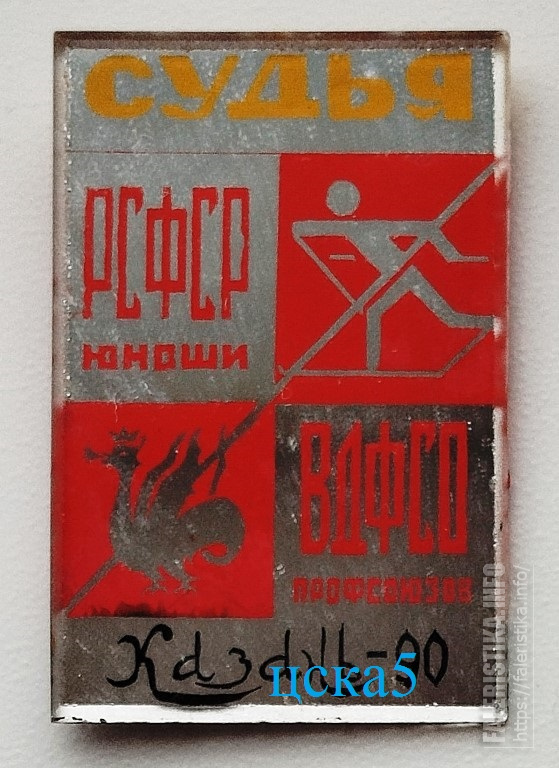 СУДЬЯ
РСФСР
юноши
ВДФСО
профсоюзов
Казань-90
цска5
FALERISTIKA.INFO
https://faleristika.info/